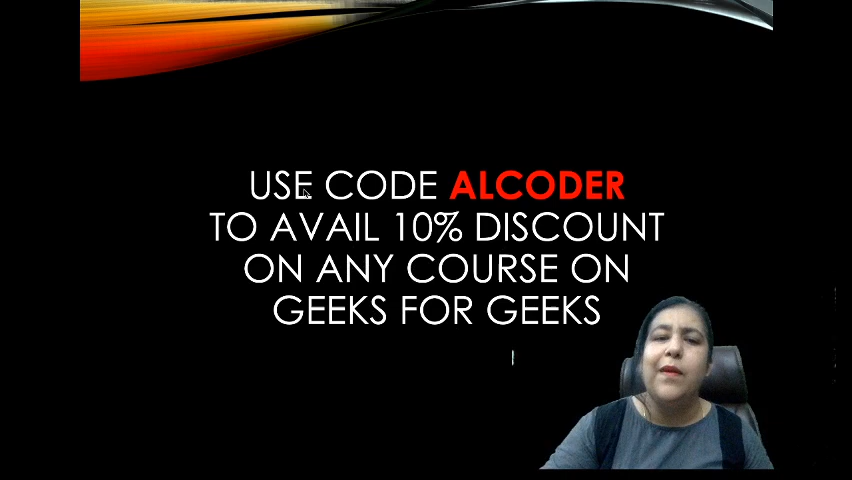 USE CODE ALCODER
TO AVAIL 10% DISCOUNT
ON ANY COURSE ON
GEEKS FOR GEEKS